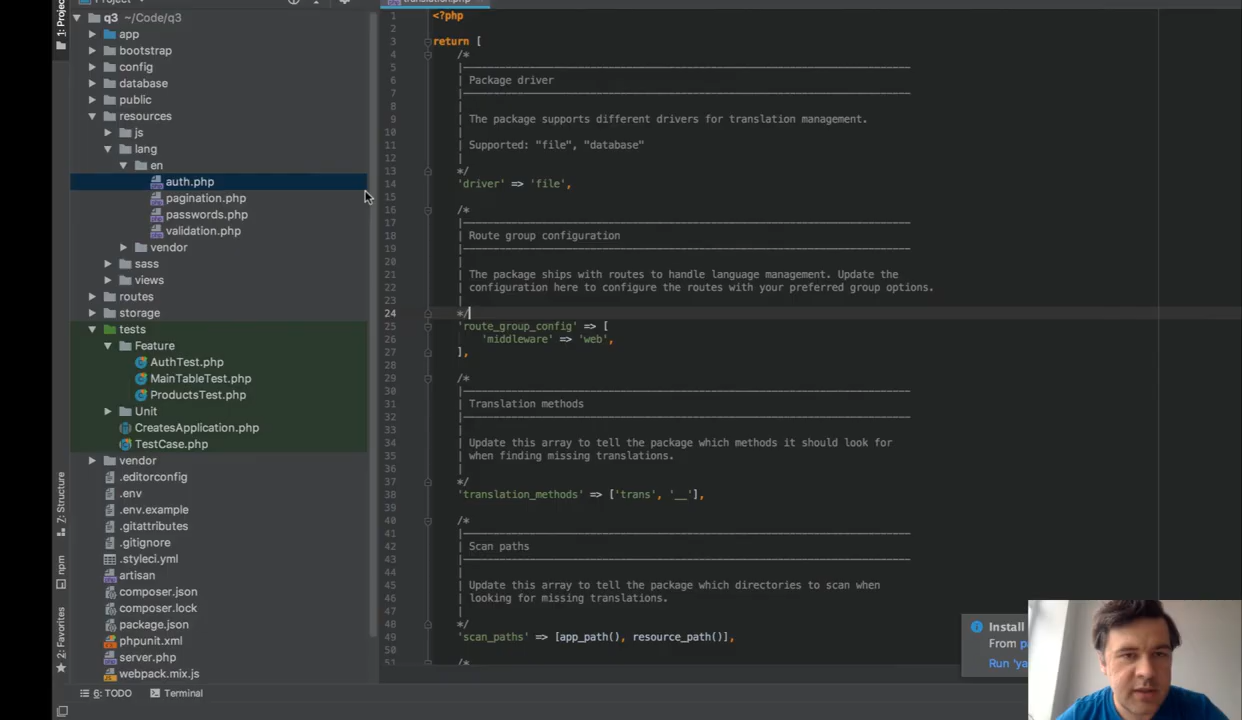 1: Project
Project
q3 ~/Code/q3
app
bootstrap
config
database
public
resources
js
lang
en
auth.php
pagination.php
passwords.php
validation.php
vendor
sass
views
routes
storage
tests
Feature
AuthTest.php
MainTableTest.php
ProductsTest.php
Unit
CreatesApplication.php
TestCase.php
vendor
.editorconfig
.env
.env.example
.gitattributes
.gitignore
.styleci.yml
artisan
composer.json
composer.lock
package.json
phpunit.xml
server.php
webpack.mix.js
7: Structure
npm
2: Favorites
6: TODO
Terminal
translation.php
1 <?php
2
3 return [
4 /*
5 |--------------------------------------------------------------------------
6 | Package driver
7 |--------------------------------------------------------------------------
8 |
9 | The package supports different drivers for translation management.
10 |
11 | Supported: "file", "database"
12 |
13 */
14 'driver' => 'file',
15
16 /*
17 |--------------------------------------------------------------------------
18 | Route group configuration
19 |--------------------------------------------------------------------------
20 |
21 | The package ships with routes to handle language management. Update the
22 | configuration here to configure the routes with your preferred group options.
23 |
24 */
25 'route_group_config' => [
26 'middleware' => 'web',
27 ],
28
29 /*
30 |--------------------------------------------------------------------------
31 | Translation methods
32 |--------------------------------------------------------------------------
33 |
34 | Update this array to tell the package which methods it should look for
35 | when finding missing translations.
36 |
37 */
38 'translation_methods' => ['trans', '__'],
39
40 /*
41 |--------------------------------------------------------------------------
42 | Scan paths
43 |--------------------------------------------------------------------------
44 |
45 | Update this array to tell the package which directories to scan when
46 | looking for missing translations.
47 |
48 */
49 'scan_paths' => [app_path(), resource_path()],
50
51 /*
Install
From p
Run 'ya